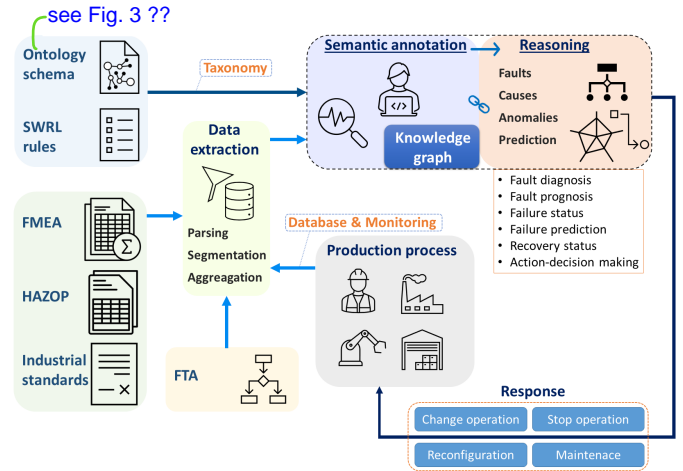 see Fig. 3 ??
Ontology
schema
SWRL
rules
Taxonomy
Semantic annotation
Reasoning
Faults
Causes
Anomalies
Prediction
Knowledge
graph
Data
extraction
Parsing
Segmentation
Aggreagation
FMEA
HAZOP
Industrial
standards
Database & Monitoring
Production process
• Fault diagnosis
• Fault prognosis
• Failure status
• Failure prediction
• Recovery status
• Action-decision making
FTA
Response
Change operation
Stop operation
Reconfiguration
Maintenace